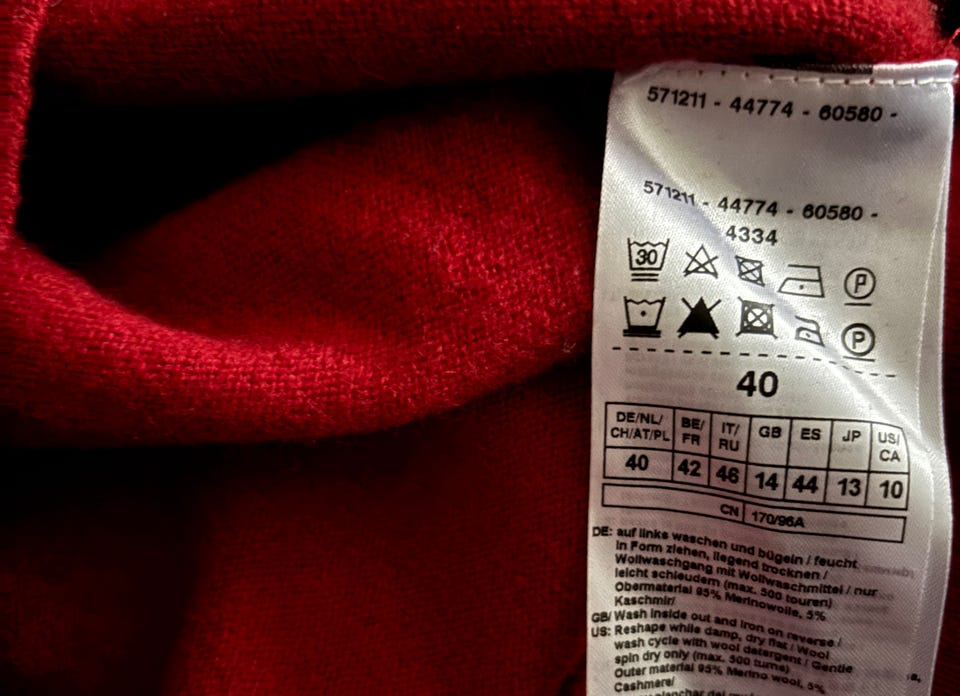 571211 - 44774 - 60580 -
571211 - 44774 - 60580 -
4334
30 P
P
40
DE/NL/ CH/AT/PL BE/ FR IT/ RU GB ES JP US/ CA
40 42 46 14 44 13 10
CN 170/96A
DE: auf links waschen und bügeln / feucht
in Form ziehen, liegend trocknen /
Wollwaschgang mit Wollwaschmittel / nur
leicht schleudern (max. 500 touren)
Obermaterial 95% Merinowolle, 5%
Kaschmir/
GB/ Wash inside out and iron on reverse /
US: Reshape while damp, dry flat / Wool
wash cycle with wool detergent / Gentle
spin dry only (max. 500 turns)
Outer material 95% Merino wool, 5%
Cashmere/